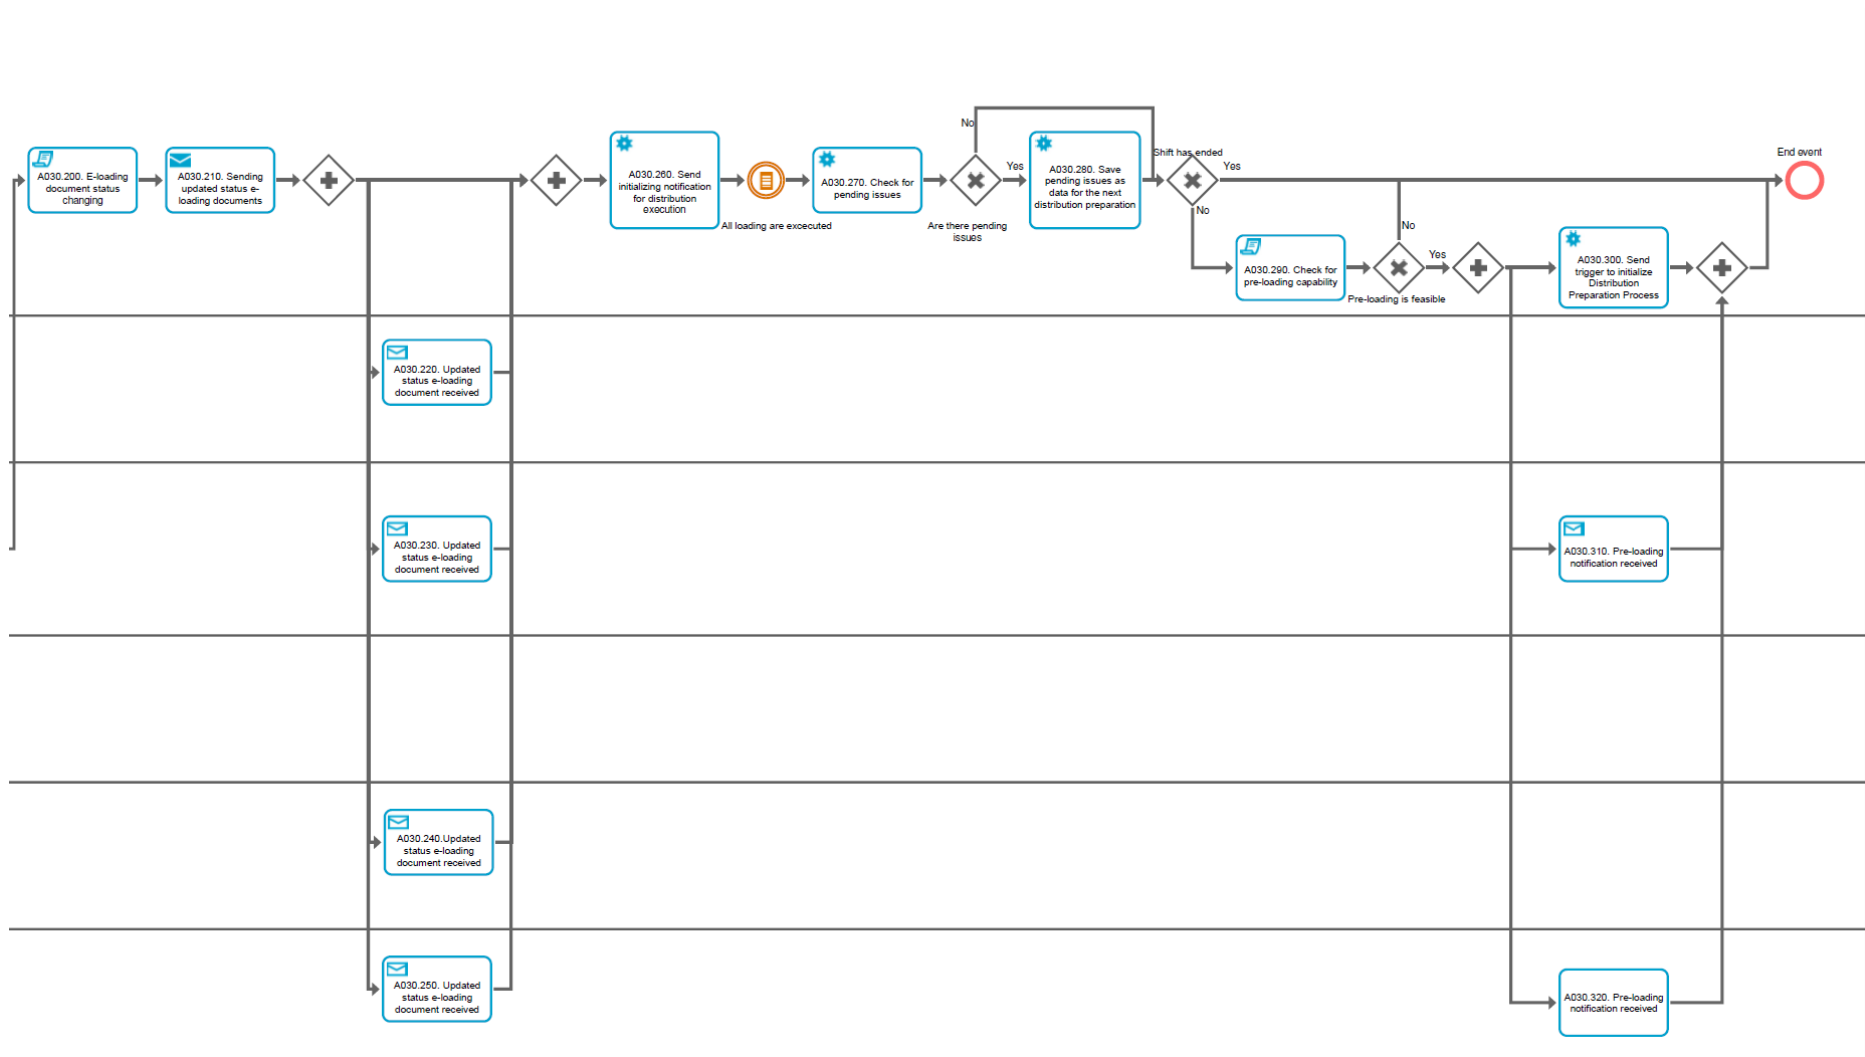 A030.200. E-loading
document status
changing
A030.210. Sending
updated status e-
loading documents
A030.260. Send
initializing notification
for distribution
execution
All loading are excecuted
A030.270. Check for
pending issues
No
Yes
Are there pending
issues
A030.280. Save
pending issues as
data for the next
distribution preparation
Shift has ended
Yes
No
End event
A030.290. Check for
pre-loading capability
No
Yes
Pre-loading is feasible
A030.300. Send
trigger to initialize
Distribution
Preparation Process
A030.220. Updated
status e-loading
document received
A030.230. Updated
status e-loading
document received
A030.310. Pre-loading
notification received
A030.240.Updated
status e-loading
document received
A030.250. Updated
status e-loading
document received
A030.320. Pre-loading
notification received